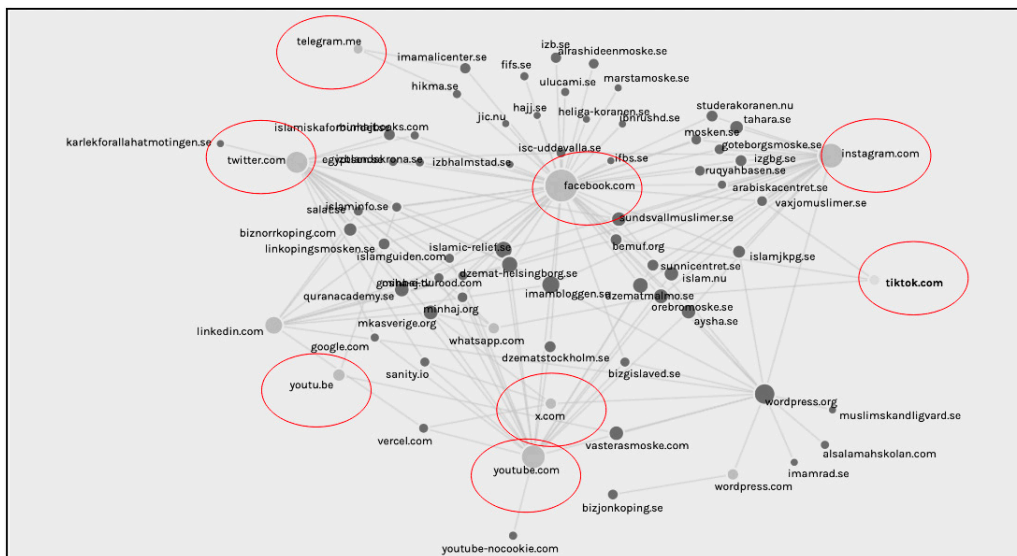 telegram.me
izb.se
alrashideenmoske.se
imamalicenter.se
fifs.se
ulucami.se
marstamoske.se
hikma.se
hajj.se
heliga-koranen.se
studerakoranen.nu
jic.nu
ibnrushd.se
tahara.se
karlekforallahatmotingen.se
mosken.se
goteborgsmoske.se
twitter.com
izbhalmstad.se
isc-uddevalla.se
ifbs.se
izgbg.se
instagram.com
ruqyahbasen.se
facebook.com
arabiskacentret.se
vaxjomuslimer.se
salaf.se
islaminfo.se
sundsvallmuslimer.se
biznorrkoping.com
linkopingsmosken.se
islamic-relief.se
bemuf.org
islamguiden.com
islamjkpg.se
dzemat-helsingborg.se
sunnicentret.se
islam.nu
tiktok.com
quranacademy.se
imambloggen.se
dzematmalmo.se
minhaj.org
orebromoske.se
aysha.se
linkedin.com
mkasverige.org
google.com
whatsapp.com
dzematstockholm.se
sanity.io
bizgislaved.se
youtu.be
x.com
wordpress.org
muslimskandligvard.se
vercel.com
vasterasmoske.com
alsalamahskolan.com
youtube.com
imamrad.se
wordpress.com
bizjonkoping.se
youtube-nocookie.com